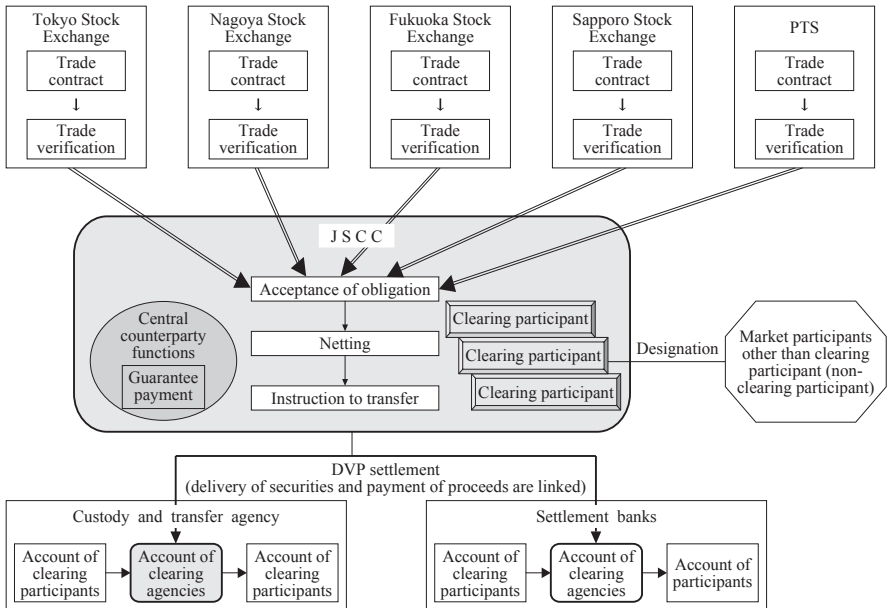 Tokyo Stock
Exchange
Trade
contract
↓
Trade
verification
Nagoya Stock
Exchange
Trade
contract
↓
Trade
verification
Fukuoka Stock
Exchange
Trade
contract
↓
Trade
verification
Sapporo Stock
Exchange
Trade
contract
↓
Trade
verification
PTS
Trade
contract
↓
Trade
verification
J S C C
Acceptance of obligation
Netting
Instruction to transfer
Central
counterparty
functions
Guarantee
payment
Clearing participant
Clearing participant
Clearing participant
Designation
Market participants
other than clearing
participant (non-
clearing participant)
DVP settlement
(delivery of securities and payment of proceeds are linked)
Custody and transfer agency
Account of
clearing
participants
Account of
clearing
agencies
Account of
clearing
participants
Settlement banks
Account of
clearing
participants
Account of
clearing
agencies
Account of
participants